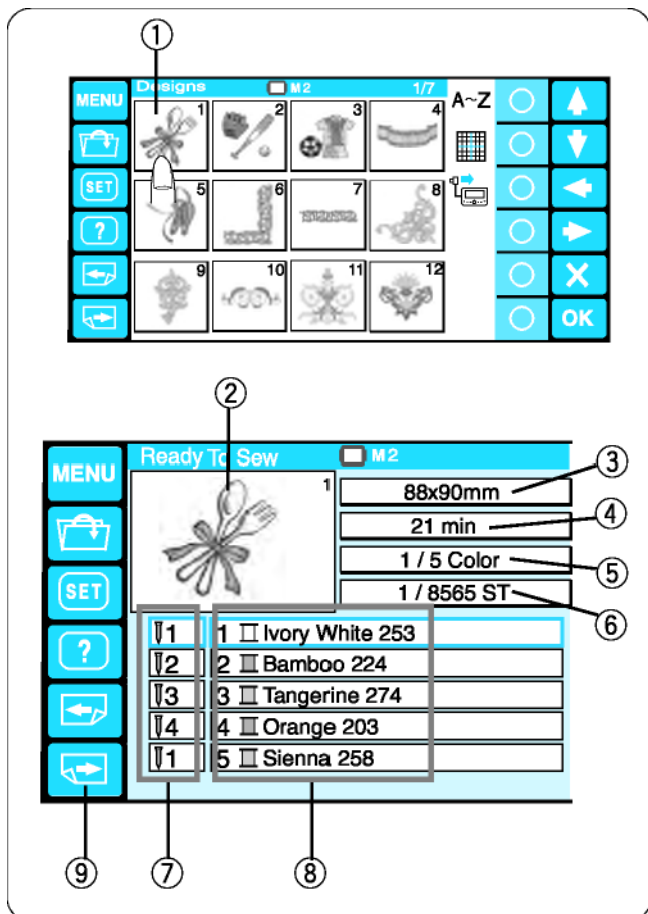 ①
Designs M2 1/7
MENU
1 2 3 4
A~Z
SET
5 6 7 8
?
9 10 11 12
OK
②
Ready To Sew M2
MENU
1
88x90mm ③
21 min ④
1 / 5 Color ⑤
1 / 8565 ST ⑥
SET
1 1 Ivory White 253
?
2 2 Bamboo 224
3 3 Tangerine 274
4 4 Orange 203
1 5 Sienna 258
⑨ ⑦ ⑧